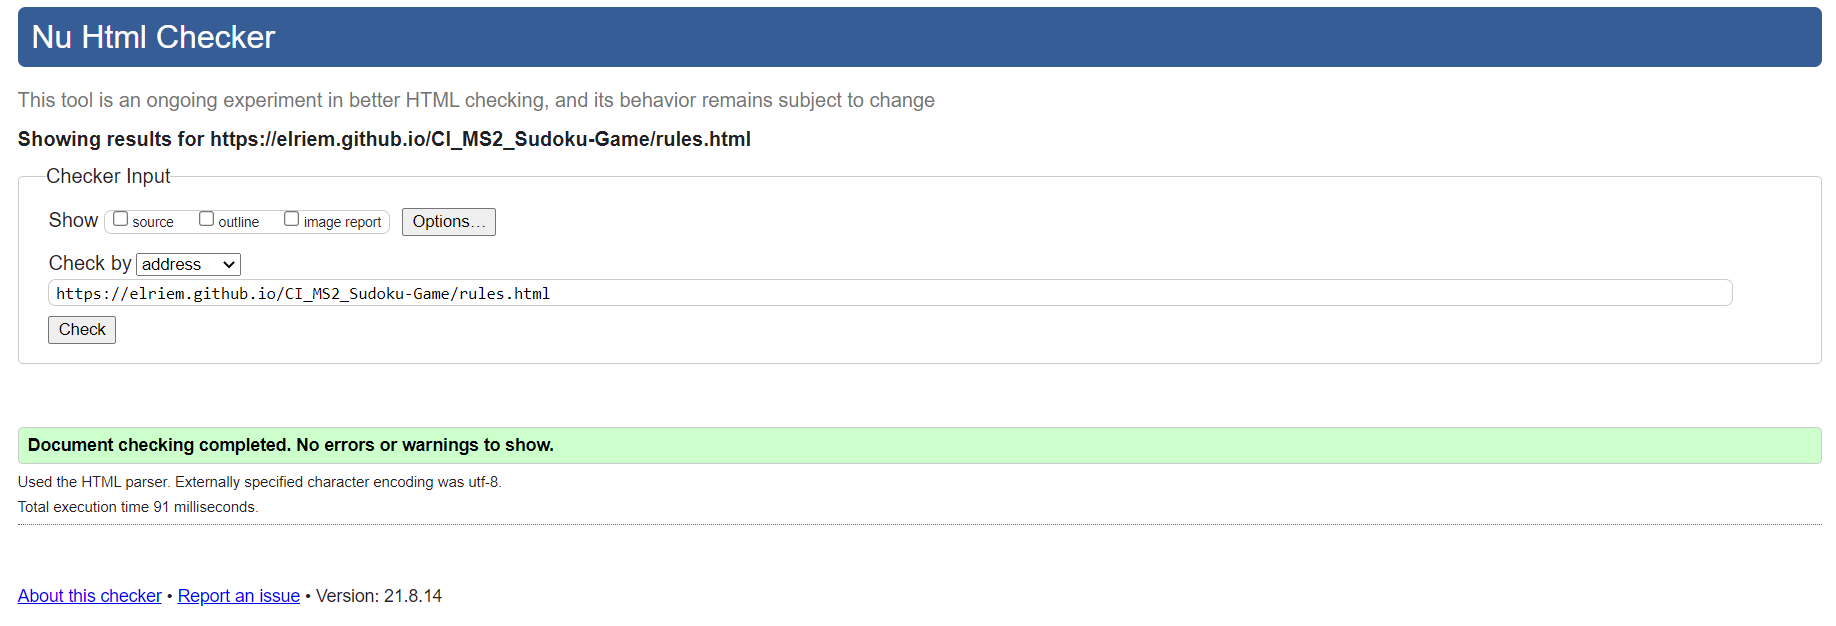 Nu Html Checker
This tool is an ongoing experiment in better HTML checking, and its behavior remains subject to change
Showing results for https://elriem.github.io/CI_MS2_Sudoku-Game/rules.html
Checker Input
Show source outline image report Options…
Check by address
https://elriem.github.io/CI_MS2_Sudoku-Game/rules.html
Check
Document checking completed. No errors or warnings to show.
Used the HTML parser. Externally specified character encoding was utf-8.
Total execution time 91 milliseconds.
About this checker • Report an issue • Version: 21.8.14